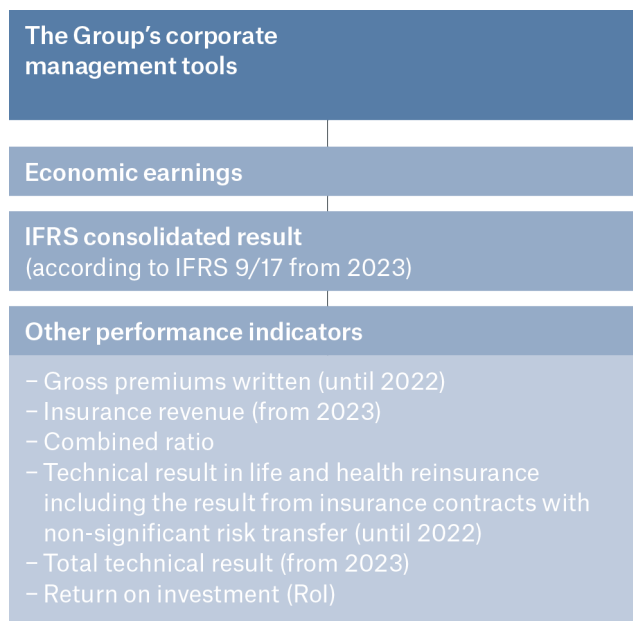 The Group’s corporate
management tools
Economic earnings
IFRS consolidated result
(according to IFRS 9/17 from 2023)
Other performance indicators
– Gross premiums written (until 2022)
– Insurance revenue (from 2023)
– Combined ratio
– Technical result in life and health reinsurance
including the result from insurance contracts with
non-significant risk transfer (until 2022)
– Total technical result (from 2023)
– Return on investment (RoI)